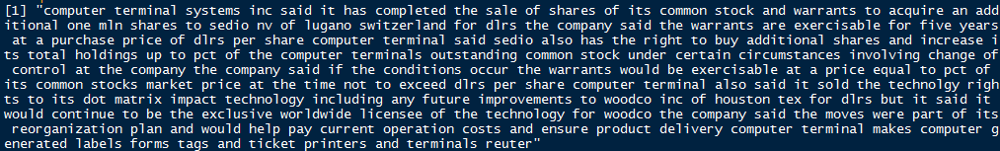 [1] "computer terminal systems inc said it has completed the sale of shares of its common stock and warrants to acquire an add
itional one mln shares to sedio nv of lugano switzerland for dlrs the company said the warrants are exercisable for five years
 at a purchase price of dlrs per share computer terminal said sedio also has the right to buy additional shares and increase i
ts total holdings up to pct of the computer terminals outstanding common stock under certain circumstances involving change of
 control at the company the company said if the conditions occur the warrants would be exercisable at a price equal to pct of 
its common stocks market price at the time not to exceed dlrs per share computer terminal also said it sold the technolgy righ
ts to its dot matrix impact technology including any future improvements to woodco inc of houston tex for dlrs but it said it 
would continue to be the exclusive worldwide licensee of the technology for woodco the company said the moves were part of its
 reorganization plan and would help pay current operation costs and ensure product delivery computer terminal makes computer g
enerated labels forms tags and ticket printers and terminals reuter"